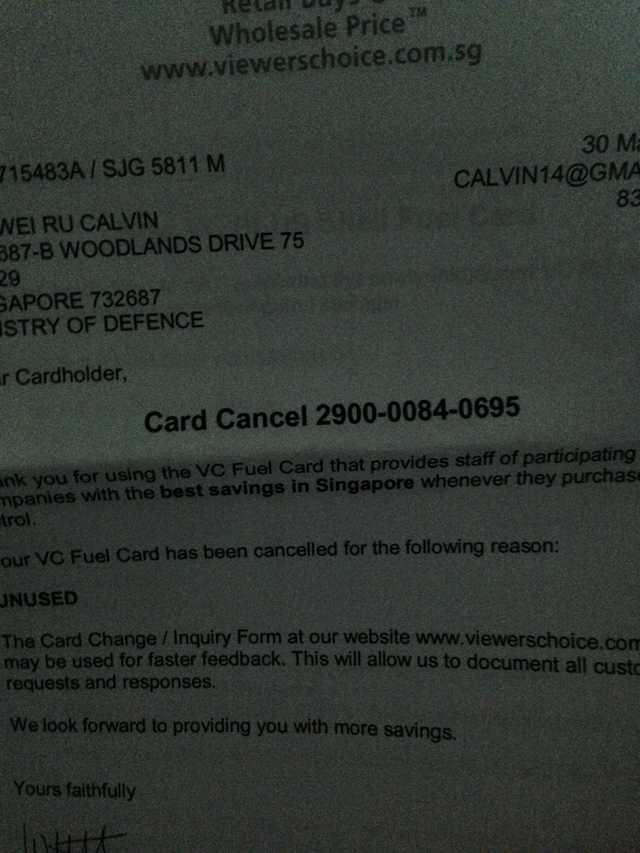 Wholesale Price™
www.viewerschoice.com.sg
715483A / SJG 5811 M
30 Ma
CALVIN14@GMA
83
WEI RU CALVIN
687-B WOODLANDS DRIVE 75
29
GAPORE 732687
ISTRY OF DEFENCE
r Cardholder,
Card Cancel 2900-0084-0695
nk you for using the VC Fuel Card that provides staff of participating
mpanies with the best savings in Singapore whenever they purchase
trol.
our VC Fuel Card has been cancelled for the following reason:
UNUSED
The Card Change / Inquiry Form at our website www.viewerschoice.com
may be used for faster feedback. This will allow us to document all custo
requests and responses.
We look forward to providing you with more savings.
Yours faithfully